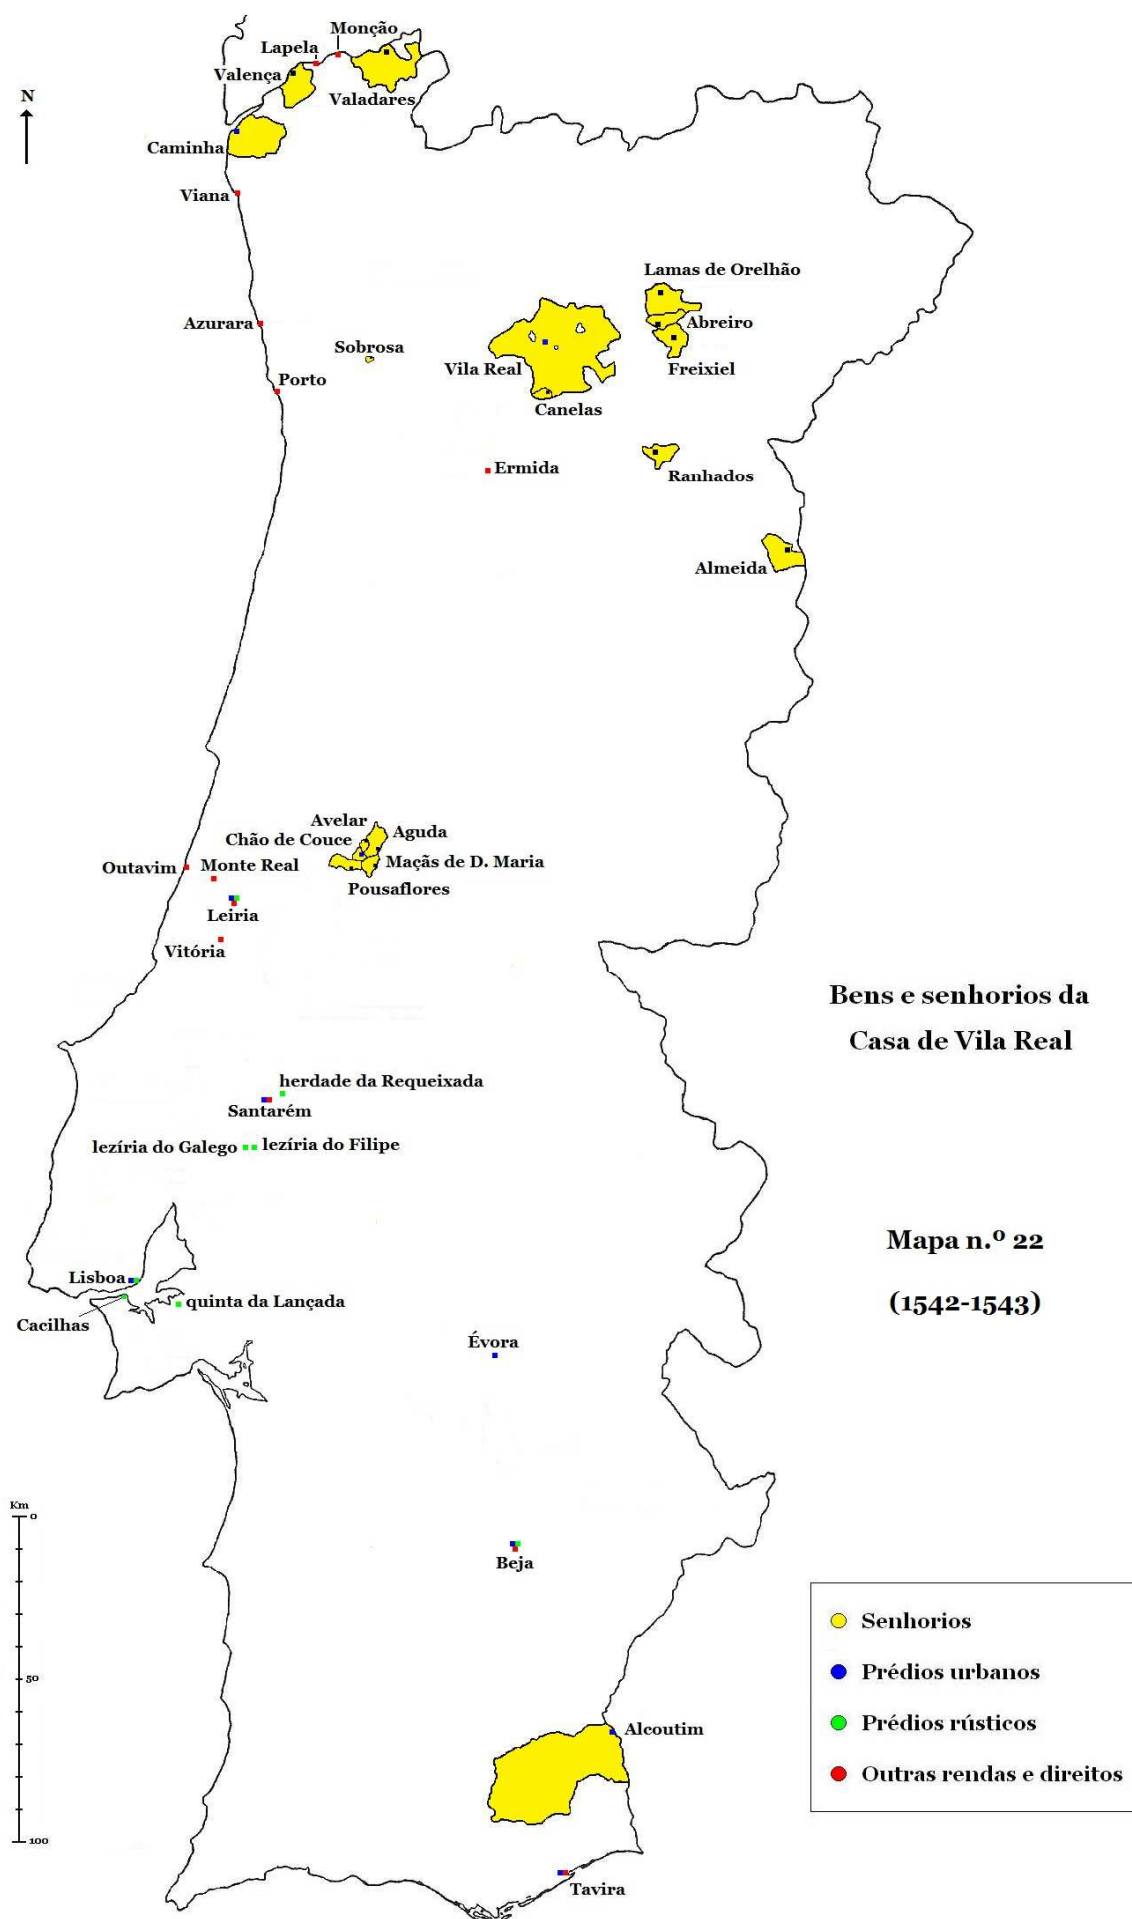 Monção
Lapela
Valença
Valadares
N
Caminha
Viana
Lamas de Orelhão
Azurara
Abreiro
Sobrosa
Vila Real
Freixiel
Porto
Canelas
Ermida
Ranhados
Almeida
Avelar
Aguda
Chão de Couce
Outavim
Monte Real
Maçãs de D. Maria
Pousaflores
Leiria
Vitória
Bens e senhorios da
Casa de Vila Real
herdade da Requeixada
Santarém
lezíria do Galego
lezíria do Filipe
Mapa n.º 22
Lisboa
quinta da Lançada
(1542-1543)
Cacilhas
Évora
Km
0
Beja
Senhorios
Prédios urbanos
50
Prédios rústicos
Alcoutim
Outras rendas e direitos
100
Tavira